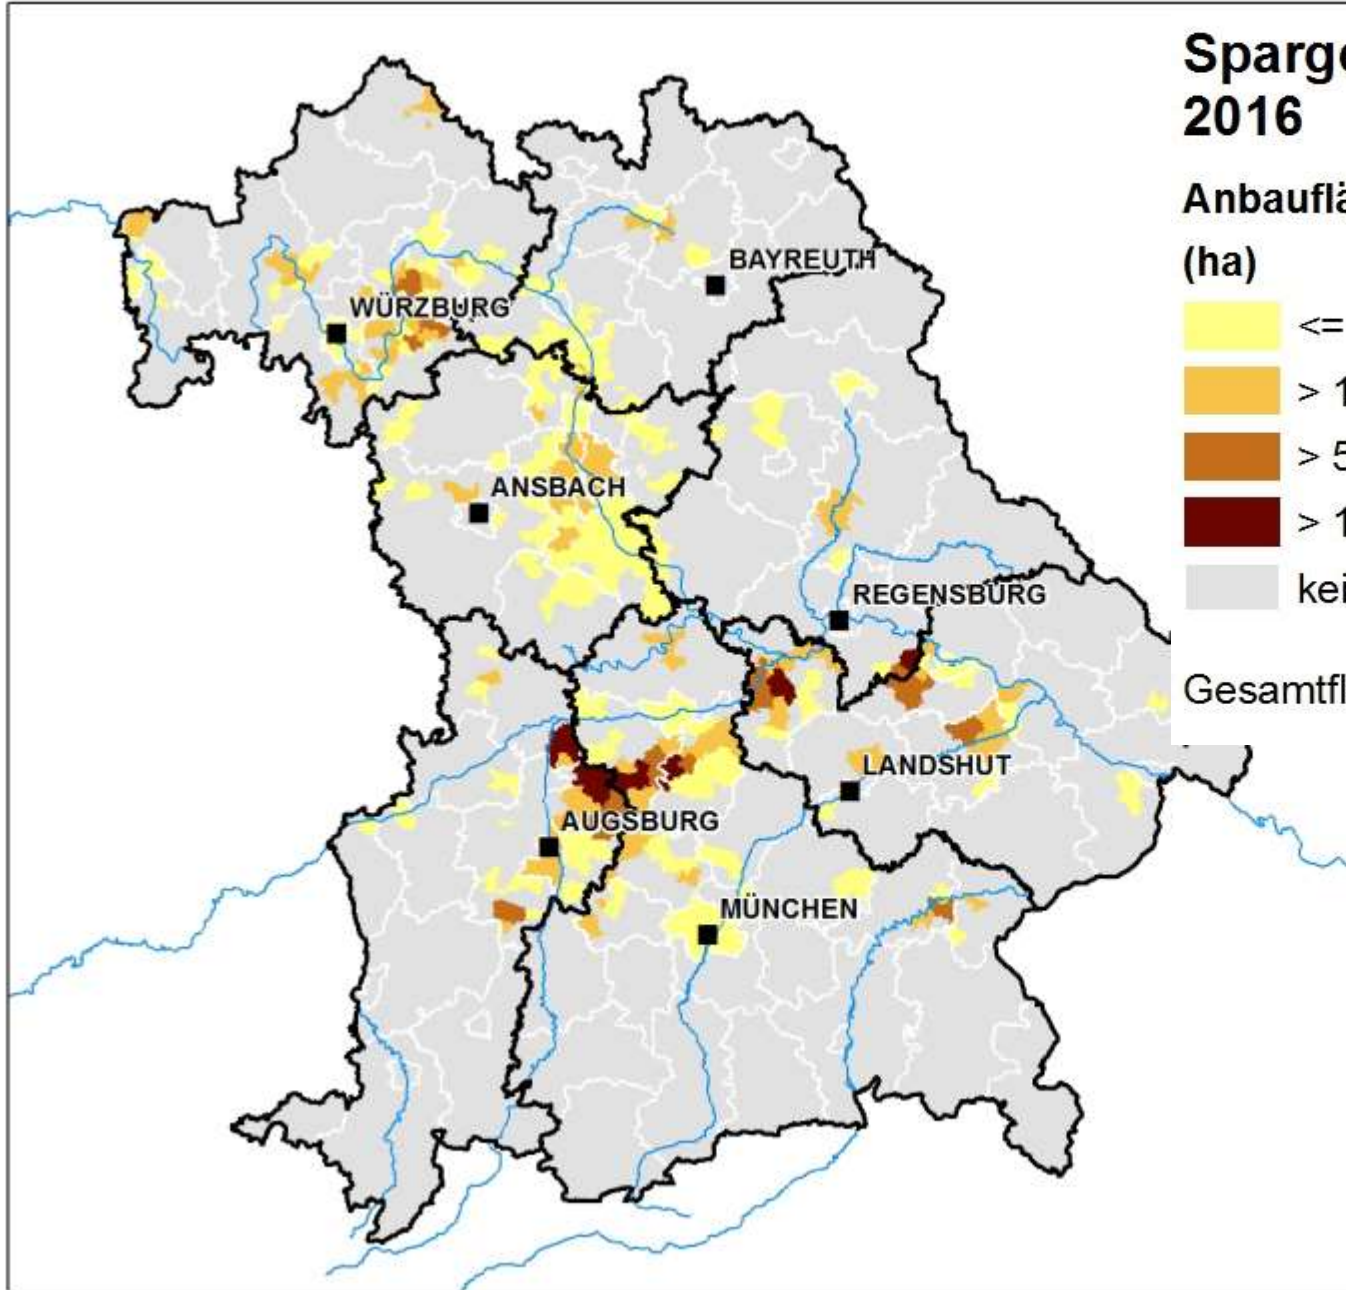 Sparge
2016
Anbauflä
(ha)
<=
> 1
> 5
> 1
kei
Gesamtfl
BAYREUTH
WÜRZBURG
ANSBACH
REGENSBURG
LANDSHUT
AUGSBURG
MÜNCHEN